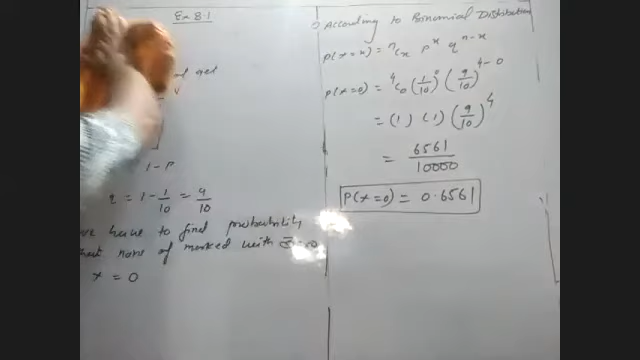 Ex 8.1
1 - P
q = 1 - 1/10 = 9/10
we have to find probability
that none of marked with
x = 0
According to Binomial Distribution
P(x=x) = ⁿCx pˣ qⁿ⁻ˣ
P(x=0) = ⁴C₀ (1/10)⁰ (9/10)⁴⁻⁰
= (1) (1) (9/10)⁴
= 6561/10000
P(x=0) = 0.6561